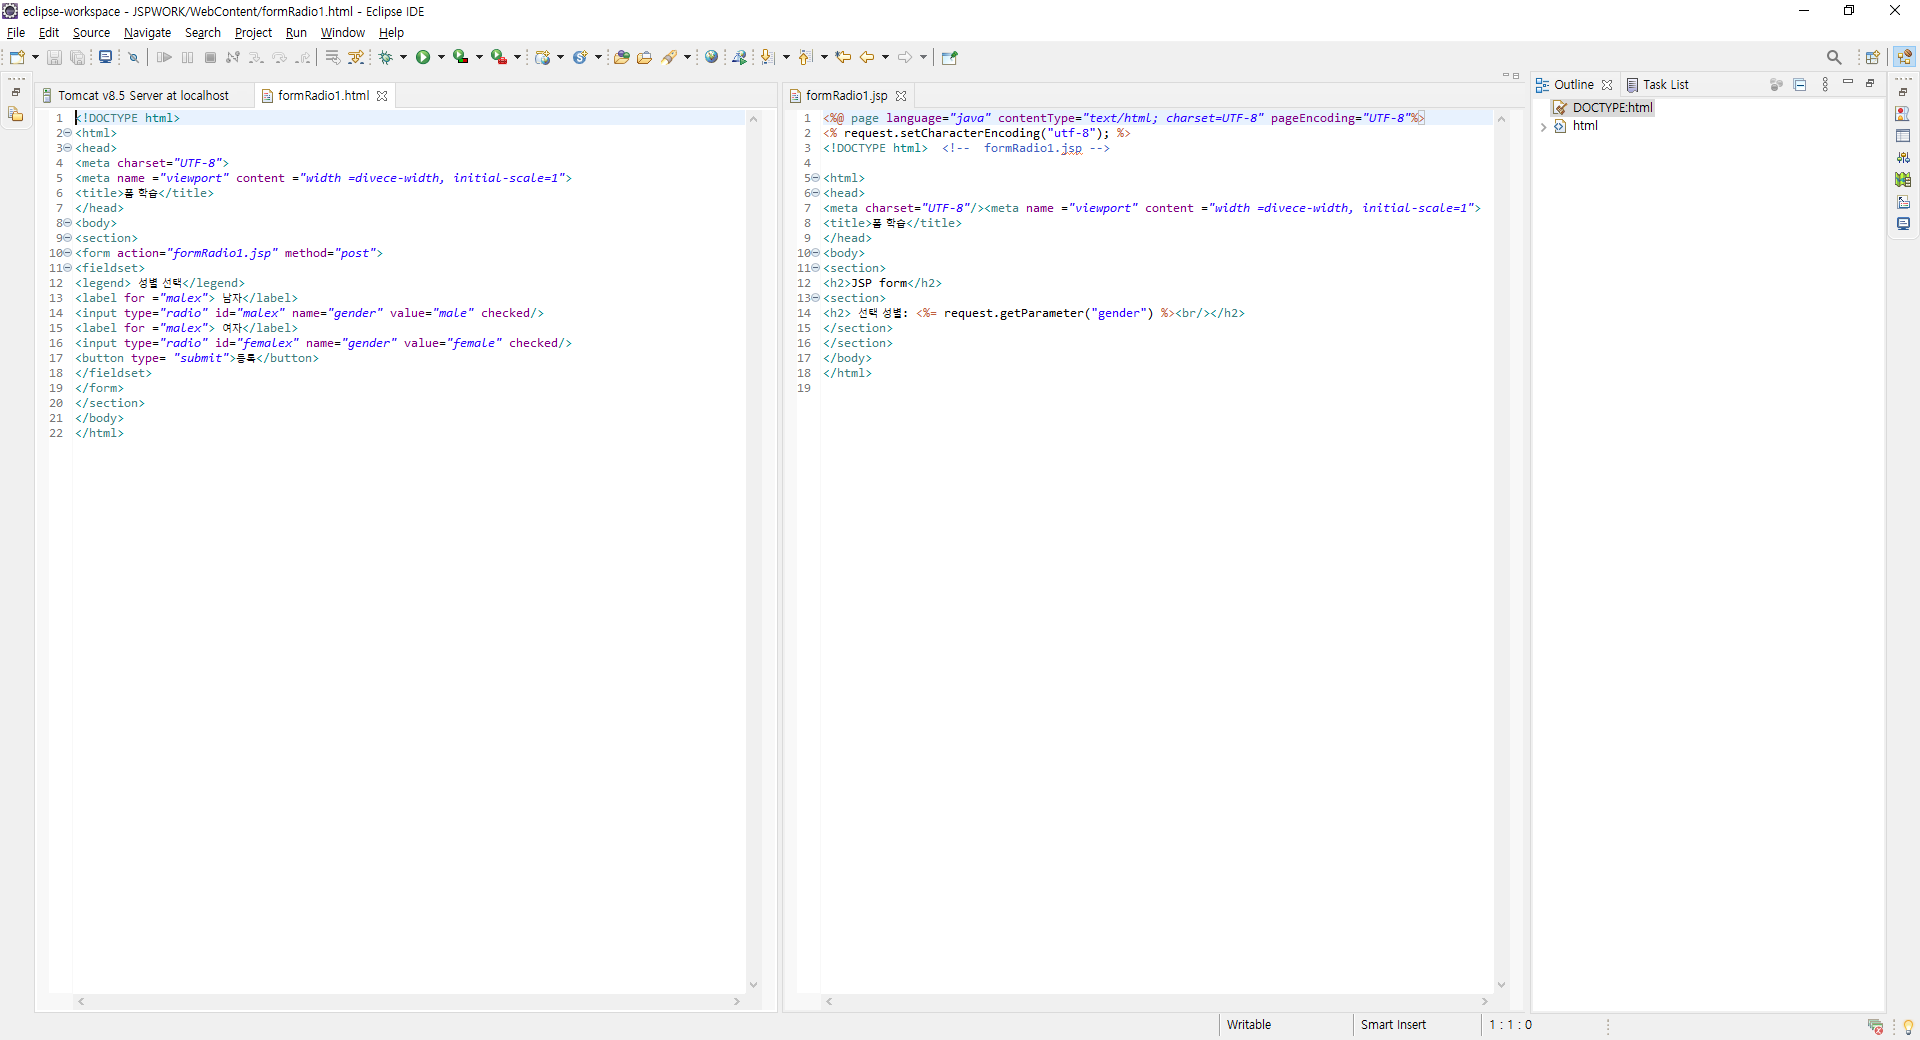 eclipse-workspace - JSPWORK/WebContent/formRadio1.html - Eclipse IDE
File Edit Source Navigate Search Project Run Window Help
Tomcat v8.5 Server at localhost
formRadio1.html
1 <!DOCTYPE html>
2 <html>
3 <head>
4 <meta charset="UTF-8">
5 <meta name ="viewport" content ="width =divece-width, initial-scale=1">
6 <title>폼 학습</title>
7 </head>
8 <body>
9 <section>
10 <form action="formRadio1.jsp" method="post">
11 <fieldset>
12 <legend> 성별 선택</legend>
13 <label for ="malex"> 남자</label>
14 <input type="radio" id="malex" name="gender" value="male" checked/>
15 <label for ="malex"> 여자</label>
16 <input type="radio" id="femalex" name="gender" value="female" checked/>
17 <button type= "submit">등록</button>
18 </fieldset>
19 </form>
20 </section>
21 </body>
22 </html>
formRadio1.jsp
1 <%@ page language="java" contentType="text/html; charset=UTF-8" pageEncoding="UTF-8"%>
2 <% request.setCharacterEncoding("utf-8"); %>
3 <!DOCTYPE html>  <!--  formRadio1.jsp -->
4
5 <html>
6 <head>
7 <meta charset="UTF-8"/><meta name ="viewport" content ="width =divece-width, initial-scale=1">
8 <title>폼 학습</title>
9 </head>
10 <body>
11 <section>
12 <h2>JSP form</h2>
13 <section>
14 <h2> 선택 성별: <%= request.getParameter("gender") %><br/></h2>
15 </section>
16 </section>
17 </body>
18 </html>
19
Outline
Task List
DOCTYPE:html
html
Writable
Smart Insert
1 : 1 : 0